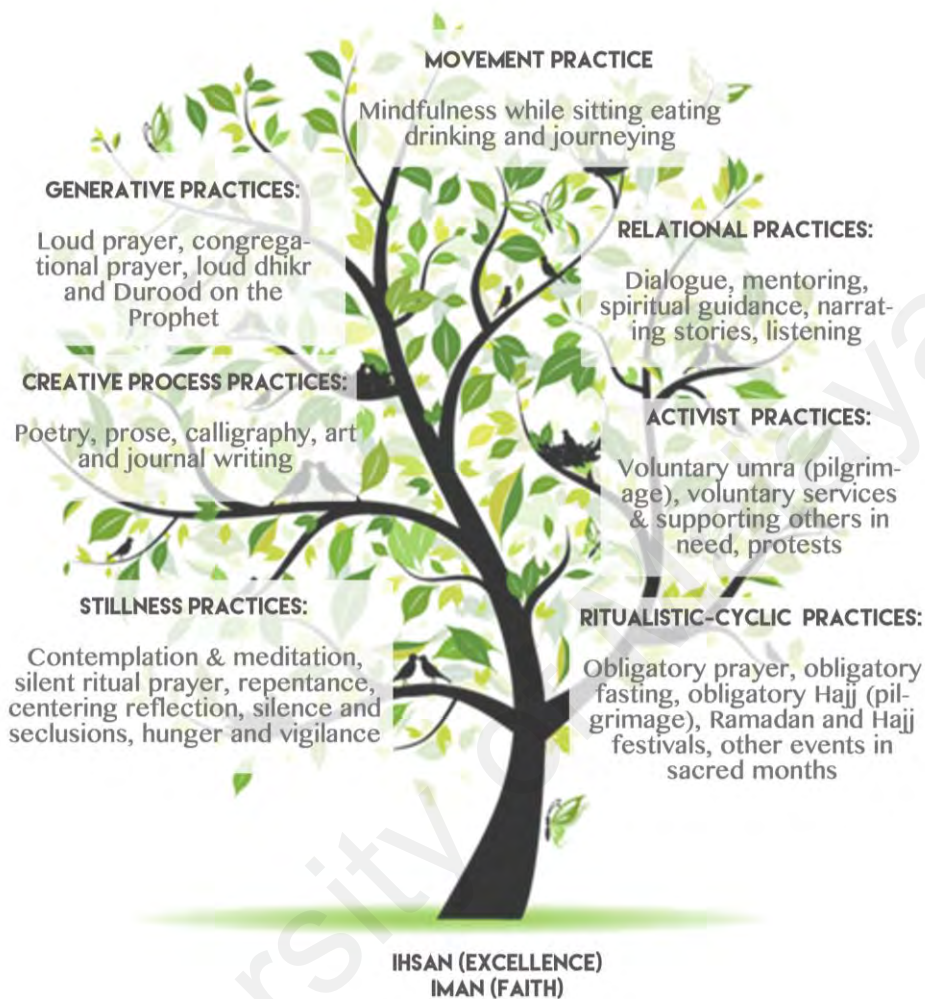 MOVEMENT PRACTICE
Mindfulness while sitting eating
drinking and journeying
GENERATIVE PRACTICES:
Loud prayer, congrega-
tional prayer, loud dhikr
and Durood on the
Prophet
RELATIONAL PRACTICES:
Dialogue, mentoring,
spiritual guidance, narrat-
ing stories, listening
CREATIVE PROCESS PRACTICES:
Poetry, prose, calligraphy, art
and journal writing
ACTIVIST PRACTICES:
Voluntary umra (pilgrim-
age), voluntary services
& supporting others in
need, protests
STILLNESS PRACTICES:
Contemplation & meditation,
silent ritual prayer, repentance,
centering reflection, silence and
seclusions, hunger and vigilance
RITUALISTIC-CYCLIC PRACTICES:
Obligatory prayer, obligatory
fasting, obligatory Hajj (pil-
grimage), Ramadan and Hajj
festivals, other events in
sacred months
IHSAN (EXCELLENCE)
IMAN (FAITH)